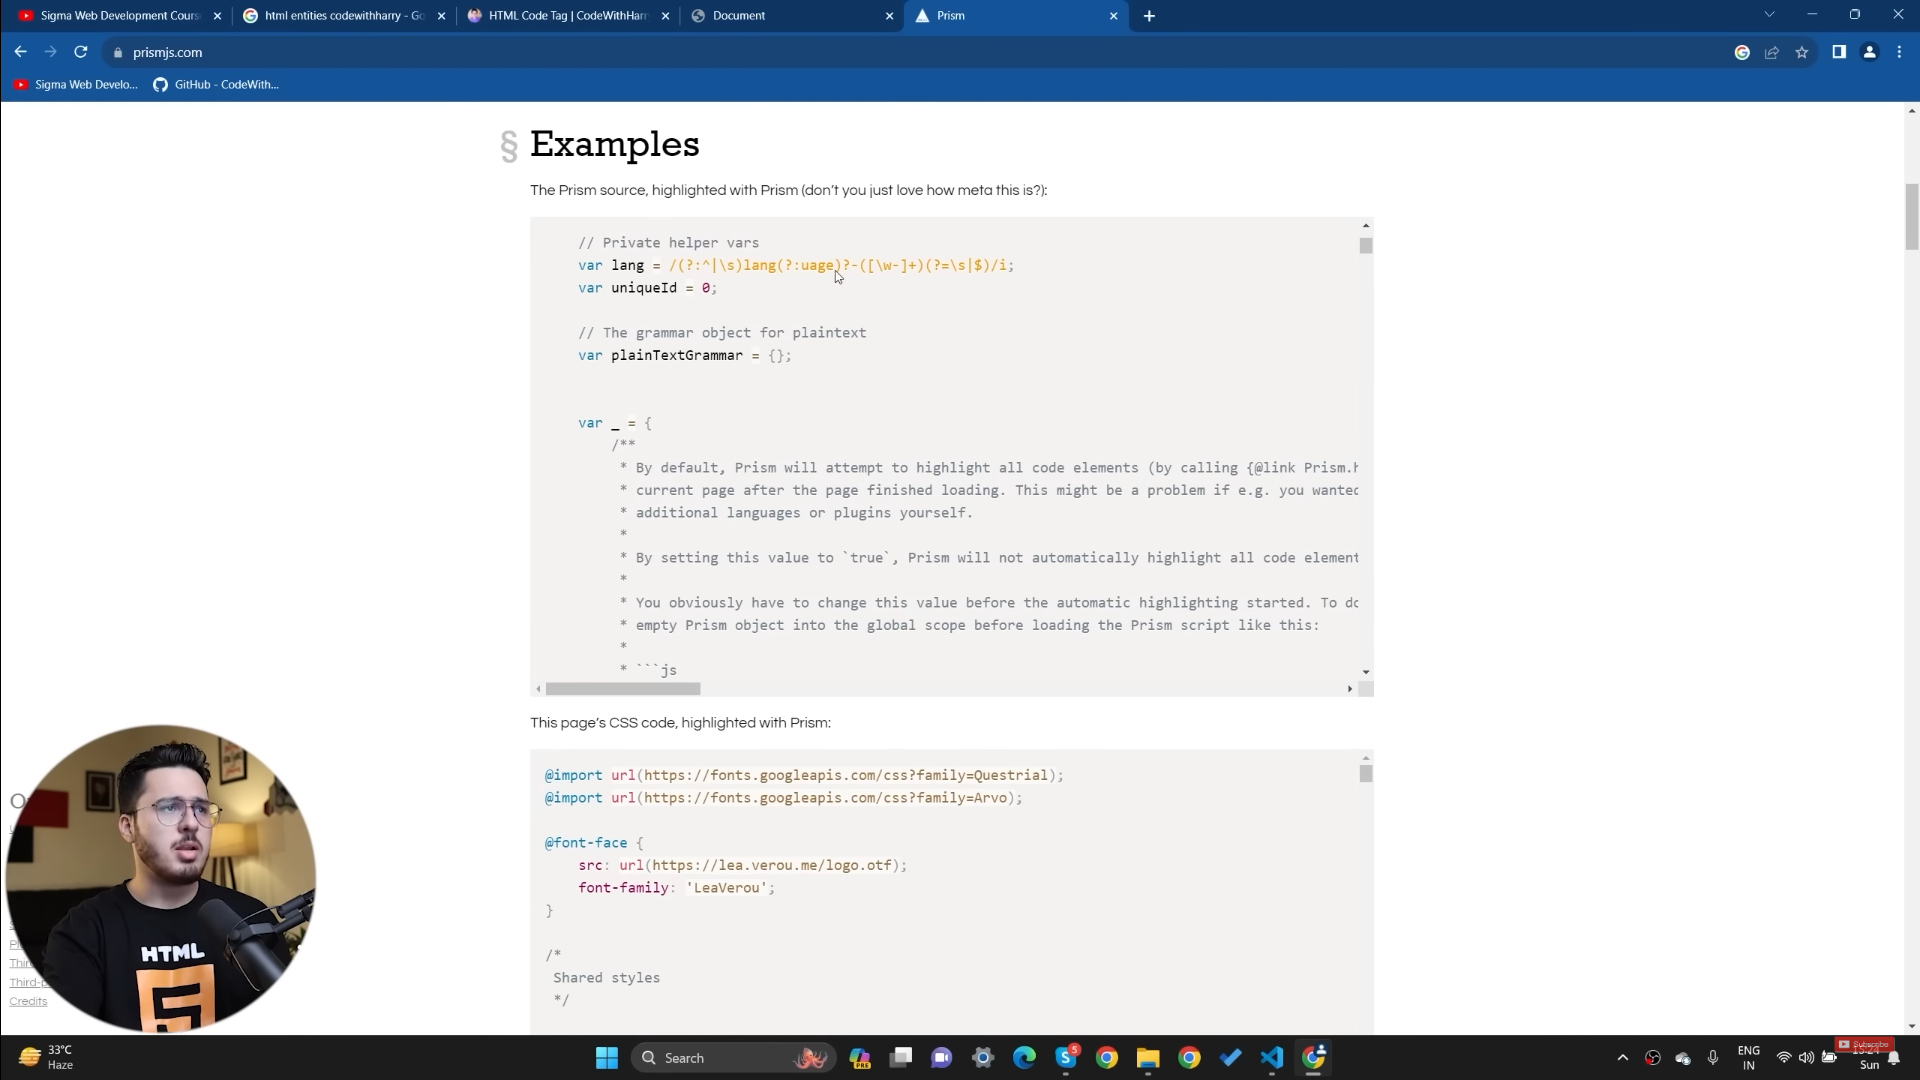 Sigma Web Development Cours
html entities codewithharry - Go
HTML Code Tag | CodeWithHarr
Document
Prism
prismjs.com
Sigma Web Develo...
GitHub - CodeWith...
§ Examples
The Prism source, highlighted with Prism (don’t you just love how meta this is?):
// Private helper vars
var lang = /(?:^|\s)lang(?:uage)?-([\w-]+)(?=\s|$)/i;
var uniqueId = 0;
// The grammar object for plaintext
var plainTextGrammar = {};
var _ = {
/**
* By default, Prism will attempt to highlight all code elements (by calling {@link Prism.h
* current page after the page finished loading. This might be a problem if e.g. you wanted
* additional languages or plugins yourself.
*
* By setting this value to `true`, Prism will not automatically highlight all code element
*
* You obviously have to change this value before the automatic highlighting started. To do
* empty Prism object into the global scope before loading the Prism script like this:
*
* ```js
This page’s CSS code, highlighted with Prism:
@import url(https://fonts.googleapis.com/css?family=Questrial);
@import url(https://fonts.googleapis.com/css?family=Arvo);
@font-face {
src: url(https://lea.verou.me/logo.otf);
font-family: 'LeaVerou';
}
/*
Shared styles
*/
Third-p
Credits
HTML
33°C
Haze
Search
PRE
5
ENG
IN
Subscribe
Sun